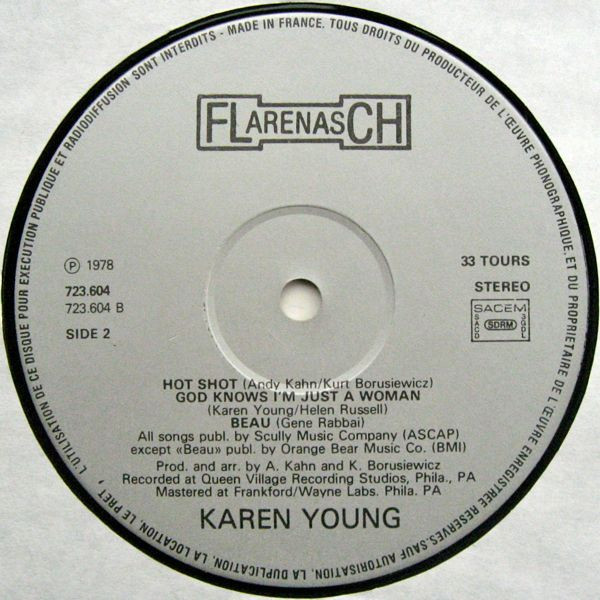 MADE IN FRANCE. TOUS DROITS DU PRODUCTEUR DE L'ŒUVRE PHONOGRAPHIQUE.ET DU PROPRIETAIRE DE L'ŒUVRE ENREGISTREE RESERVES.SAUF AUTORISATION. LA DUPLICATION. LA LOCATION. LE PRET, L'UTILISATION DE CE DISQUE POUR EXECUTION PUBLIQUE ET RADIODIFFUSION SONT INTERDITS -
FLARENASCH
℗ 1978
723.604
723.604 B
SIDE 2
33 TOURS
STEREO
SACEM
SACD SDRM SGDL
HOT SHOT (Andy Kahn/Kurt Borusiewicz)
GOD KNOWS I'M JUST A WOMAN
(Karen Young/Helen Russell)
BEAU (Gene Rabbai)
All songs publ. by Scully Music Company (ASCAP)
except «Beau» publ. by Orange Bear Music Co. (BMI)
Prod. and arr. by A. Kahn and K. Borusiewicz
Recorded at Queen Village Recording Studios, Phila., PA
Mastered at Frankford/Wayne Labs. Phila. PA
KAREN YOUNG